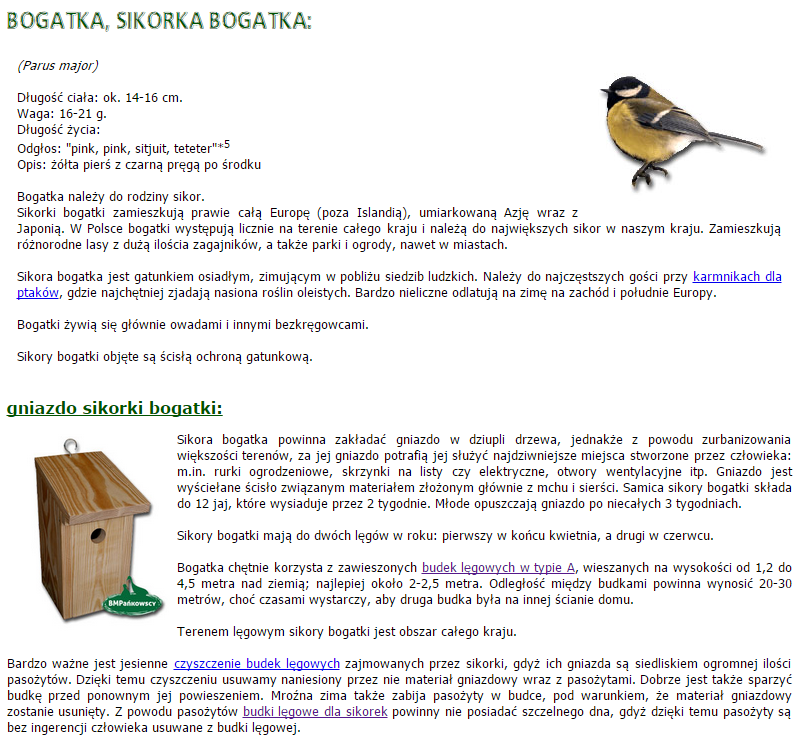 BOGATKA, SIKORKA BOGATKA:
(Parus major)
Długość ciała: ok. 14-16 cm.
Waga: 16-21 g.
Długość życia:
Odgłos: "pink, pink, sitjuit, teteter"*5
Opis: żółta pierś z czarną pręgą po środku
Bogatka należy do rodziny sikor.
Sikorki bogatki zamieszkują prawie całą Europę (poza Islandią), umiarkowaną Azję wraz z
Japonią. W Polsce bogatki występują licznie na terenie całego kraju i należą do największych sikor w naszym kraju. Zamieszkują
różnorodne lasy z dużą ilościa zagajników, a także parki i ogrody, nawet w miastach.
Sikora bogatka jest gatunkiem osiadłym, zimującym w pobliżu siedzib ludzkich. Należy do najczęstszych gości przy karmnikach dla
ptaków, gdzie najchętniej zjadają nasiona roślin oleistych. Bardzo nieliczne odlatują na zimę na zachód i południe Europy.
Bogatki żywią się głównie owadami i innymi bezkręgowcami.
Sikory bogatki objęte są ścisłą ochroną gatunkową.
gniazdo sikorki bogatki:
Sikora bogatka powinna zakładać gniazdo w dziupli drzewa, jednakże z powodu zurbanizowania
większości terenów, za jej gniazdo potrafią jej służyć najdziwniejsze miejsca stworzone przez człowieka:
m.in. rurki ogrodzeniowe, skrzynki na listy czy elektryczne, otwory wentylacyjne itp. Gniazdo jest
wyściełane ścisło związanym materiałem złożonym głównie z mchu i sierści. Samica sikory bogatki składa
do 12 jaj, które wysiaduje przez 2 tygodnie. Młode opuszczają gniazdo po niecałych 3 tygodniach.
Sikory bogatki mają do dwóch lęgów w roku: pierwszy w końcu kwietnia, a drugi w czerwcu.
Bogatka chętnie korzysta z zawieszonych budek lęgowych w typie A, wieszanych na wysokości od 1,2 do
4,5 metra nad ziemią; najlepiej około 2-2,5 metra. Odległość między budkami powinna wynosić 20-30
metrów, choć czasami wystarczy, aby druga budka była na innej ścianie domu.
BMPańkowscy
Terenem lęgowym sikory bogatki jest obszar całego kraju.
Bardzo ważne jest jesienne czyszczenie budek lęgowych zajmowanych przez sikorki, gdyż ich gniazda są siedliskiem ogromnej ilości
pasożytów. Dzięki temu czyszczeniu usuwamy naniesiony przez nie materiał gniazdowy wraz z pasożytami. Dobrze jest także sparzyć
budkę przed ponownym jej powieszeniem. Mroźna zima także zabija pasożyty w budce, pod warunkiem, że materiał gniazdowy
zostanie usunięty. Z powodu pasożytów budki lęgowe dla sikorek powinny nie posiadać szczelnego dna, gdyż dzięki temu pasożyty są
bez ingerencji człowieka usuwane z budki lęgowej.